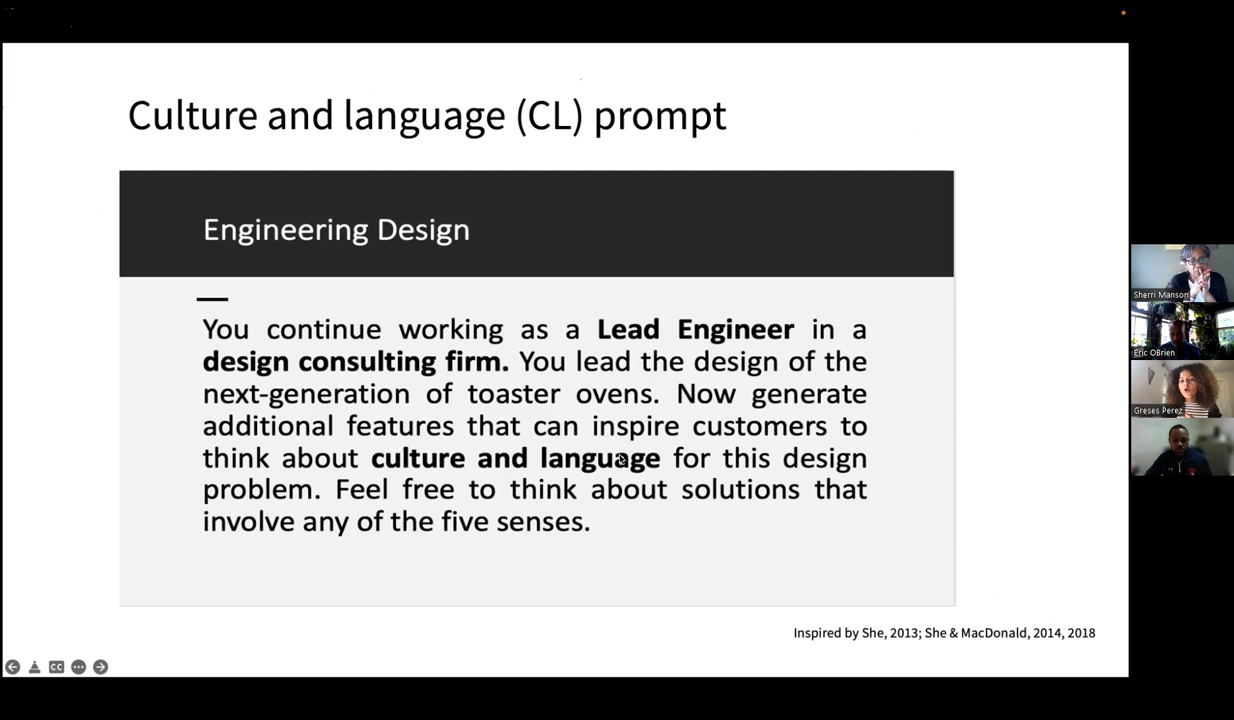 Culture and language (CL) prompt
Engineering Design
You continue working as a Lead Engineer in a
design consulting firm. You lead the design of the
next-generation of toaster ovens. Now generate
additional features that can inspire customers to
think about culture and language for this design
problem. Feel free to think about solutions that
involve any of the five senses.
Inspired by She, 2013; She & MacDonald, 2014, 2018
CC
Sherri Manson
Eric OBrien
Greses Perez